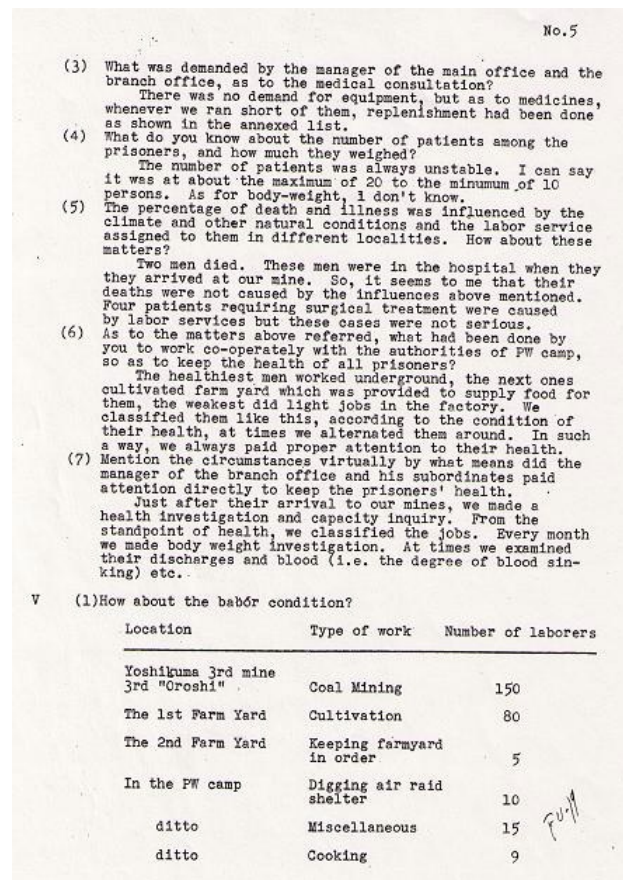 No.5
(3) What was demanded by the manager of the main office and the
branch office, as to the medical consultation?
There was no demand for equipment, but as to medicines,
whenever we ran short of them, replenishment had been done
as shown in the annexed list.
(4) What do you know about the number of patients among the
prisoners, and how much they weighed?
The number of patients was always unstable. I can say
it was at about the maximum of 20 to the minumum of 10
persons. As for body-weight, i don't know.
(5) The percentage of death and illness was influenced by the
climate and other natural conditions and the labor service
assigned to them in different localities. How about these
matters?
Two men died. These men were in the hospital when they
they arrived at our mine. So, it seems to me that their
deaths were not caused by the influences above mentioned.
Four patients requiring surgical treatment were caused
by labor services but these cases were not serious.
(6) As to the matters above referred, what had been done by
you to work co-operately with the authorities of PW camp,
so as to keep the health of all prisoners?
The healthiest men worked underground, the next ones
cultivated farm yard which was provided to supply food for
them, the weakest did light jobs in the factory. We
classified them like this, according to the condition of
their health, at times we alternated them around. In such
a way, we always paid proper attention to their health.
(7) Mention the circumstances virtually by what means did the
manager of the branch office and his subordinates paid
attention directly to keep the prisoners' health.
Just after their arrival to our mines, we made a
health investigation and capacity inquiry. From the
standpoint of health, we classified the jobs. Every month
we made body weight investigation. At times we examined
their discharges and blood (i.e. the degree of blood sin-
king) etc.
V (1)How about the babór condition?
Location Type of work Number of laborers
Yoshikuma 3rd mine
3rd "Oroshi" Coal Mining 150
The 1st Farm Yard Cultivation 80
The 2nd Farm Yard Keeping farmyard
in order 5
In the PW camp Digging air raid
shelter 10
ditto Miscellaneous 15
ditto Cooking 9